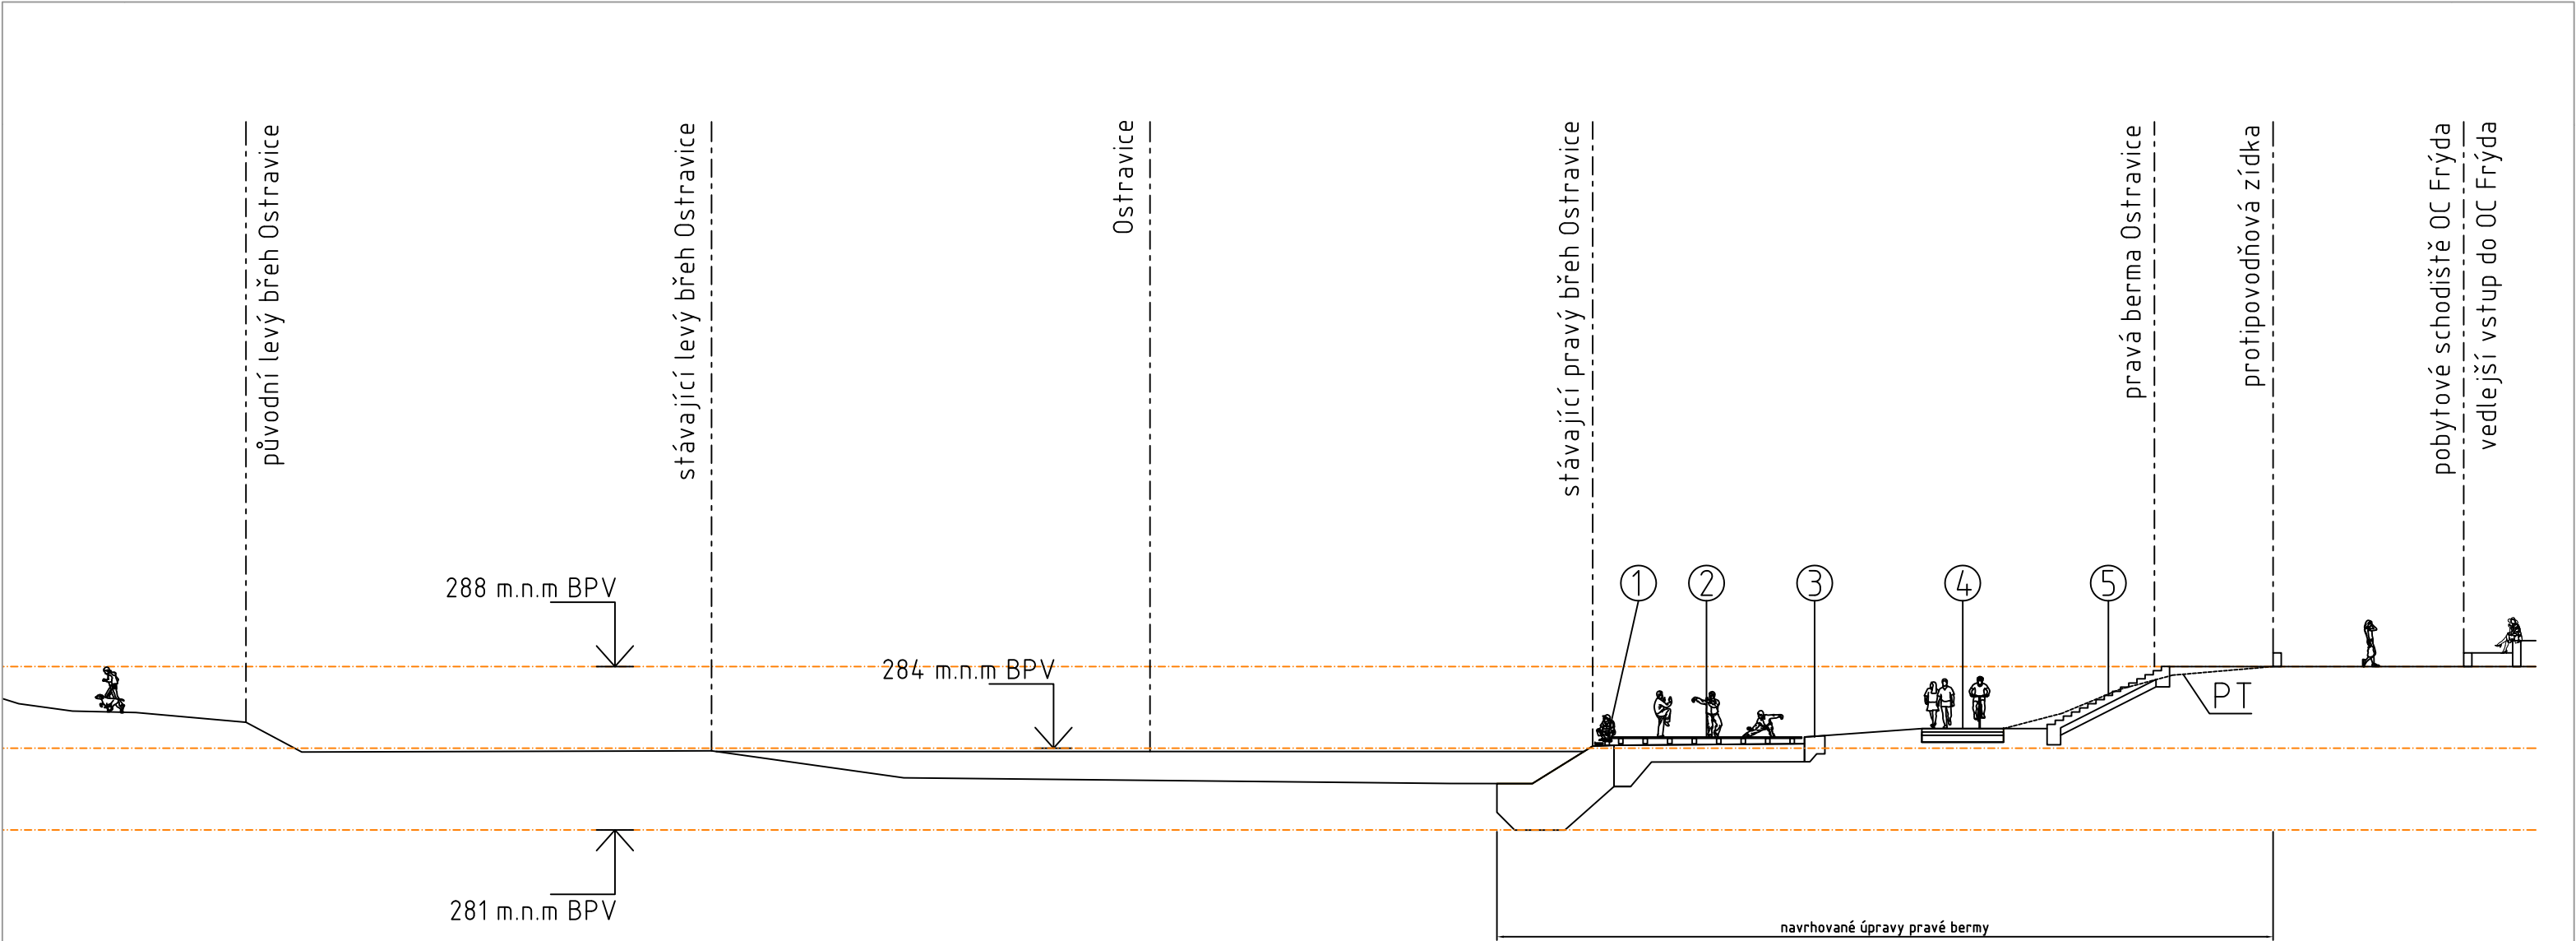 původní levý břeh Ostravice
stávající levý břeh Ostravice
Ostravice
stávající pravý břeh Ostravice
pravá berma Ostravice
protipovodňová zídka
pobytové schodiště OC Frýda
vedlejší vstup do OC Frýda
288 m.n.m BPV
284 m.n.m BPV
1
2
3
4
5
PT
281 m.n.m BPV
navrhované úpravy pravé bermy